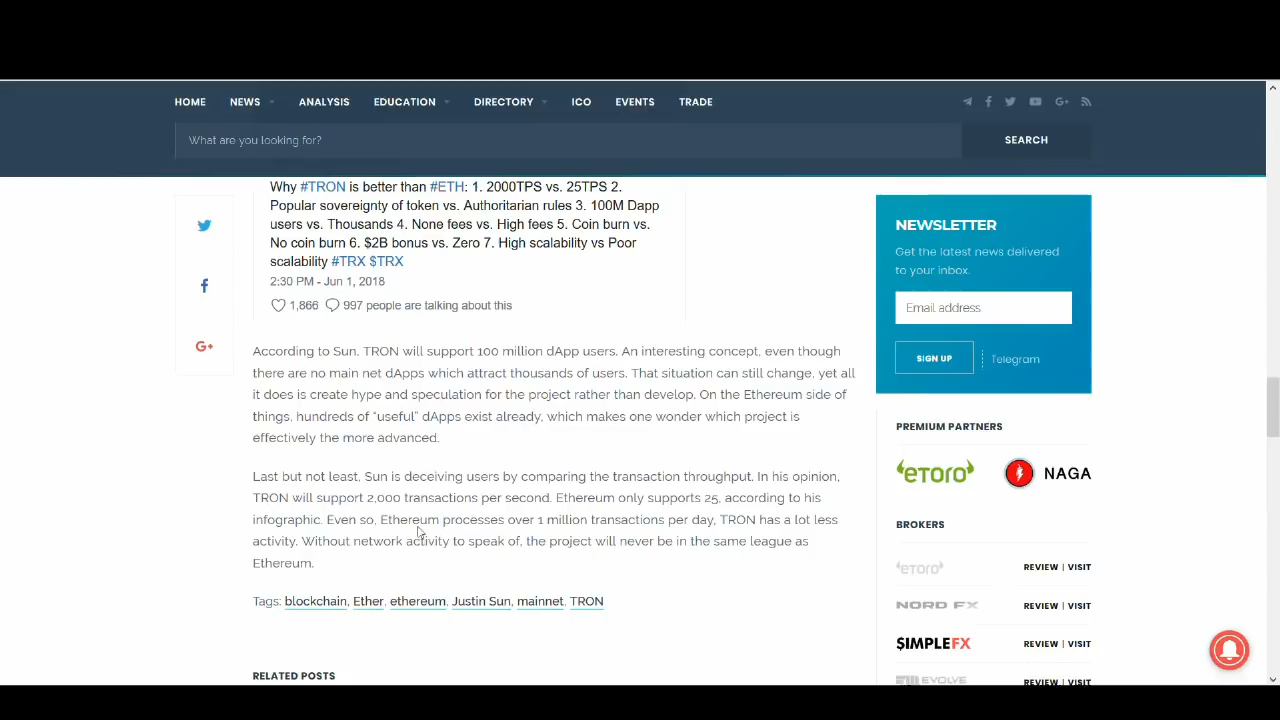 HOME NEWS ANALYSIS EDUCATION DIRECTORY ICO EVENTS TRADE
What are you looking for? SEARCH
Why #TRON is better than #ETH: 1. 2000TPS vs. 25TPS 2.
Popular sovereignty of token vs. Authoritarian rules 3. 100M Dapp
users vs. Thousands 4. None fees vs. High fees 5. Coin burn vs.
No coin burn 6. $2B bonus vs. Zero 7. High scalability vs Poor
scalability #TRX $TRX
2:30 PM - Jun 1, 2018
1,866 997 people are talking about this
According to Sun, TRON will support 100 million dApp users. An interesting concept, even though
there are no main net dApps which attract thousands of users. That situation can still change, yet all
it does is create hype and speculation for the project rather than develop. On the Ethereum side of
things, hundreds of “useful” dApps exist already, which makes one wonder which project is
effectively the more advanced.
Last but not least, Sun is deceiving users by comparing the transaction throughput. In his opinion,
TRON will support 2,000 transactions per second. Ethereum only supports 25, according to his
infographic. Even so, Ethereum processes over 1 million transactions per day, TRON has a lot less
activity. Without network activity to speak of, the project will never be in the same league as
Ethereum.
Tags: blockchain, Ether, ethereum, Justin Sun, mainnet, TRON
RELATED POSTS
NEWSLETTER
Get the latest news delivered
to your inbox.
Email address
SIGN UP Telegram
PREMIUM PARTNERS
eToro NAGA
BROKERS
eToro REVIEW | VISIT
NORD FX REVIEW | VISIT
$IMPLEFX REVIEW | VISIT
EVOLVE REVIEW | VISIT